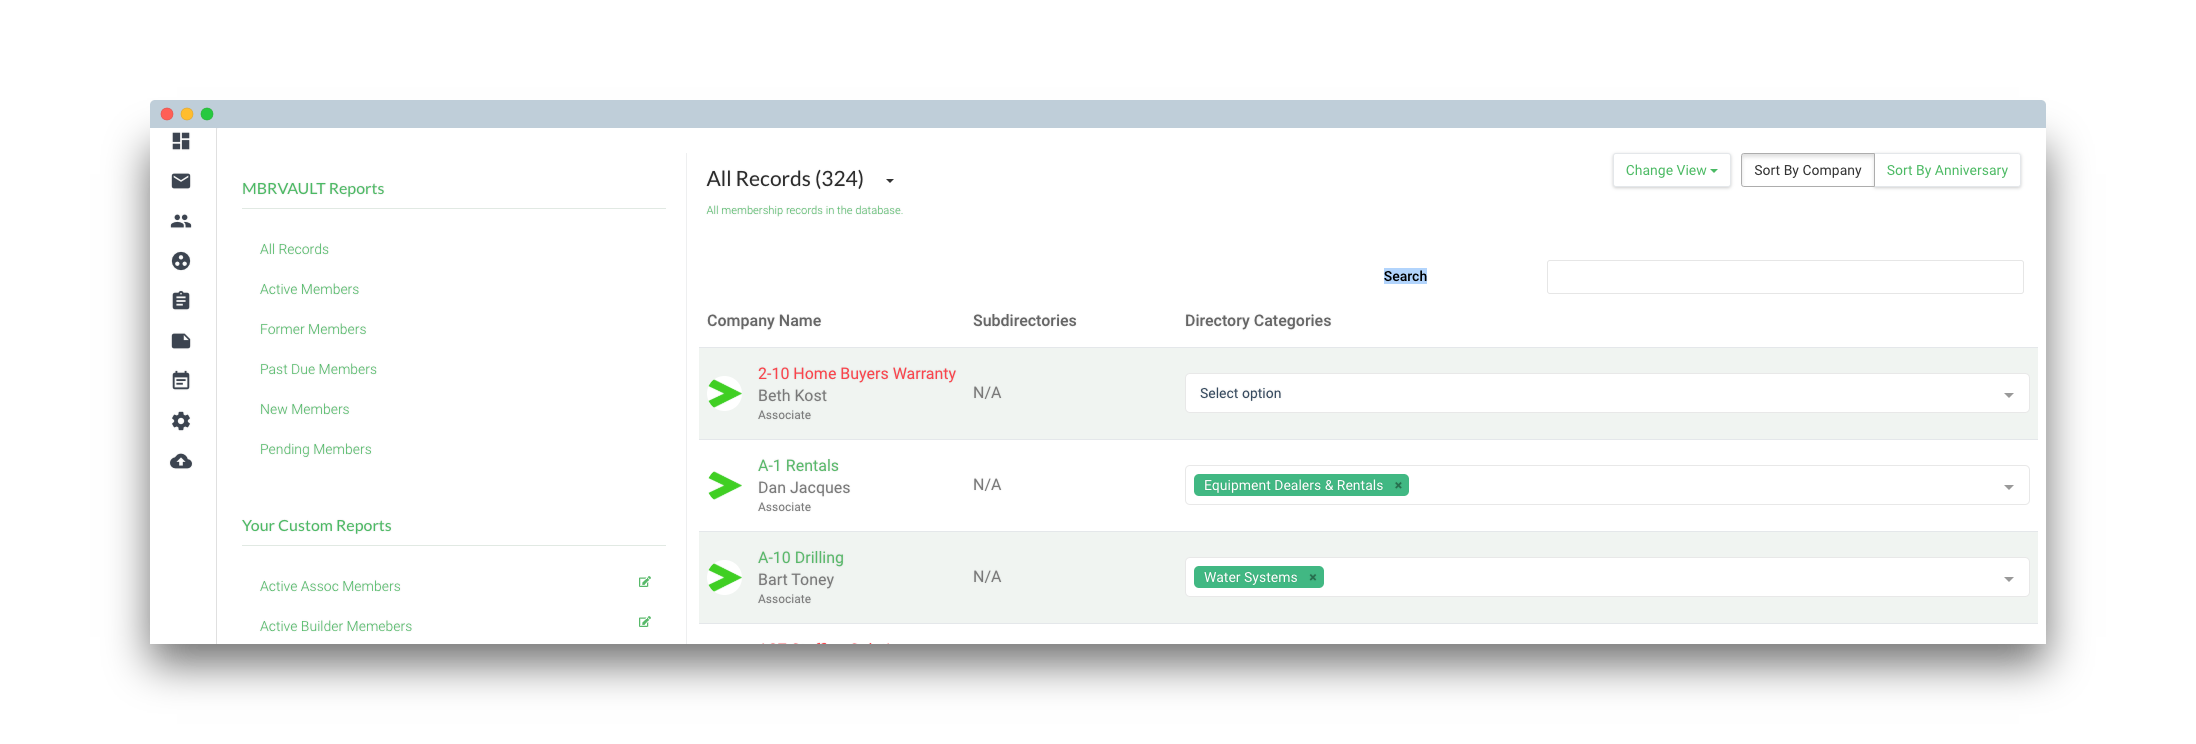 MBRVAULT Reports
All Records
Active Members
Former Members
Past Due Members
New Members
Pending Members
Your Custom Reports
Active Assoc Members
Active Builder Memebers
All Records (324)
All membership records in the database.
Change View
Sort By Company
Sort By Anniversary
Search
Company Name Subdirectories Directory Categories
2-10 Home Buyers Warranty
Beth Kost
Associate
N/A
Select option
A-1 Rentals
Dan Jacques
Associate
N/A
Equipment Dealers & Rentals ×
A-10 Drilling
Bart Toney
Associate
N/A
Water Systems ×